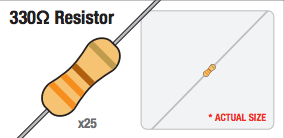 330Ω Resistor
x25
* ACTUAL SIZE